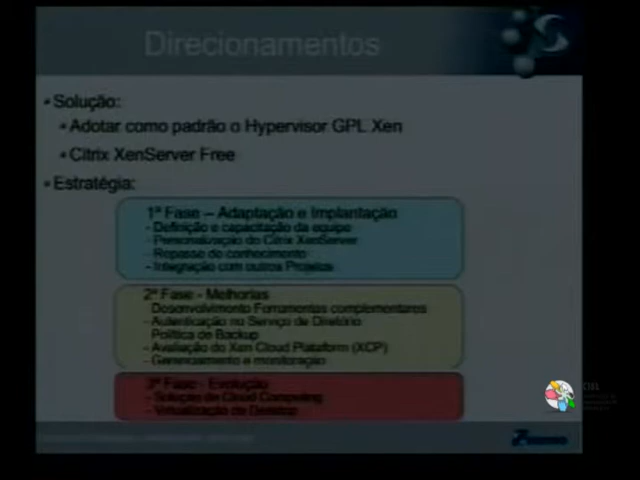 Direcionamentos
▪ Solução:
▪ Adotar como padrão o Hypervisor GPL Xen
▪ Citrix XenServer Free
▪ Estratégia:
1ª Fase – Adaptação e Implantação
- Definição e capacitação da equipe
- Personalização do Citrix XenServer
- Repasse de conhecimento
- Integração com outros Projetos
2ª Fase - Melhorias
Desenvolvimento Ferramentas complementares
- Autenticação no Serviço de Diretório
Política de Backup
- Avaliação do Xen Cloud Plataform (XCP)
- Gerenciamento e monitoração
3ª Fase - Evolução
- Solução de Cloud Computing
- Virtualização de Desktop